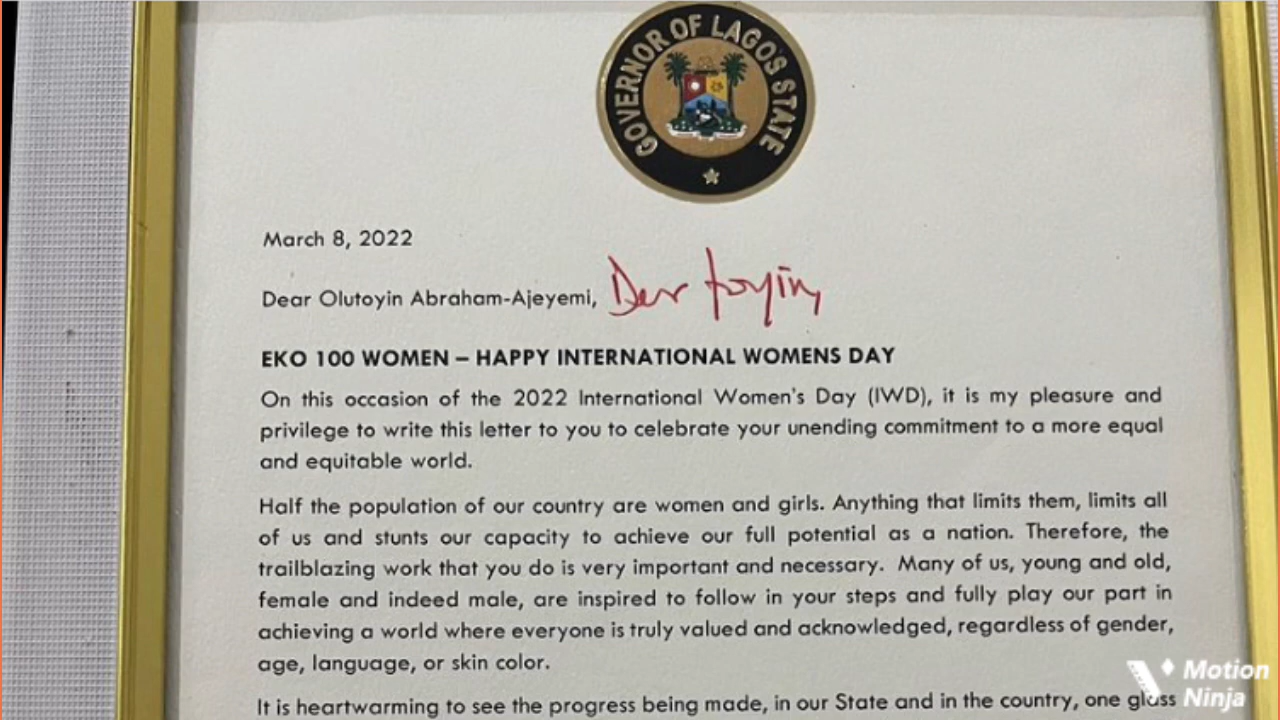 GOVERNOR OF LAGOS STATE
March 8, 2022
Dear Olutoyin Abraham-Ajeyemi, Dear toyin,
EKO 100 WOMEN – HAPPY INTERNATIONAL WOMENS DAY
On this occasion of the 2022 International Women's Day (IWD), it is my pleasure and
privilege to write this letter to you to celebrate your unending commitment to a more equal
and equitable world.
Half the population of our country are women and girls. Anything that limits them, limits all
of us and stunts our capacity to achieve our full potential as a nation. Therefore, the
trailblazing work that you do is very important and necessary. Many of us, young and old,
female and indeed male, are inspired to follow in your steps and fully play our part in
achieving a world where everyone is truly valued and acknowledged, regardless of gender,
age, language, or skin color.
It is heartwarming to see the progress being made, in our State and in the country, one glass
Motion
Ninja